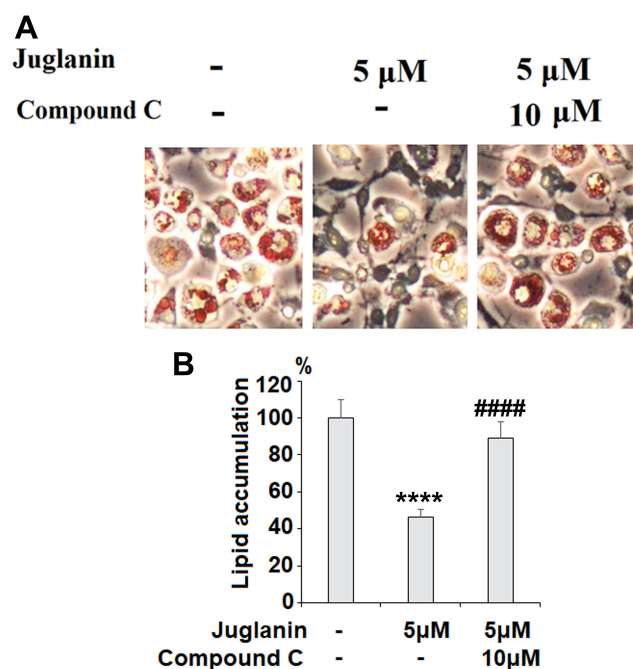 A
Juglanin - 5 µM 5 µM
Compound C - - 10 µM
B
%
120
100
80
60
40
20
0
Lipid accumulation
****
####
Juglanin - 5µM 5µM
Compound C - - 10µM